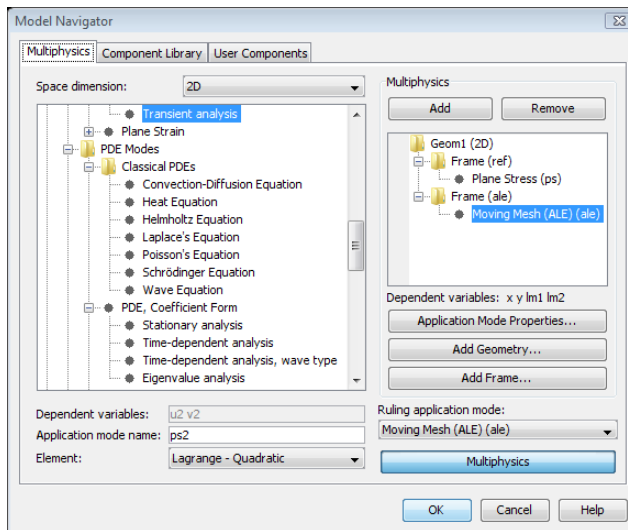 Model Navigator
Multiphysics Component Library User Components
Space dimension: 2D
Transient analysis
Plane Strain
PDE Modes
Classical PDEs
Convection-Diffusion Equation
Heat Equation
Helmholtz Equation
Laplace's Equation
Poisson's Equation
Schrödinger Equation
Wave Equation
PDE, Coefficient Form
Stationary analysis
Time-dependent analysis
Time-dependent analysis, wave type
Eigenvalue analysis
Dependent variables: u2 v2
Application mode name: ps2
Element: Lagrange - Quadratic
Multiphysics
Add Remove
Geom1 (2D)
Frame (ref)
Plane Stress (ps)
Frame (ale)
Moving Mesh (ALE) (ale)
Dependent variables: x y lm1 lm2
Application Mode Properties...
Add Geometry...
Add Frame...
Ruling application mode:
Moving Mesh (ALE) (ale)
Multiphysics
OK Cancel Help